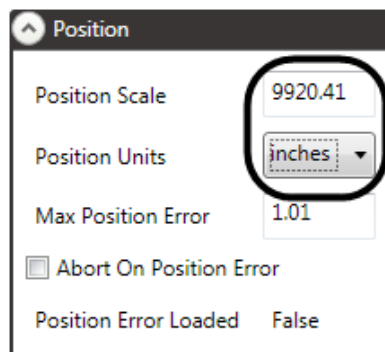 Position
Position Scale 9920.41
Position Units inches
Max Position Error 1.01
Abort On Position Error
Position Error Loaded False